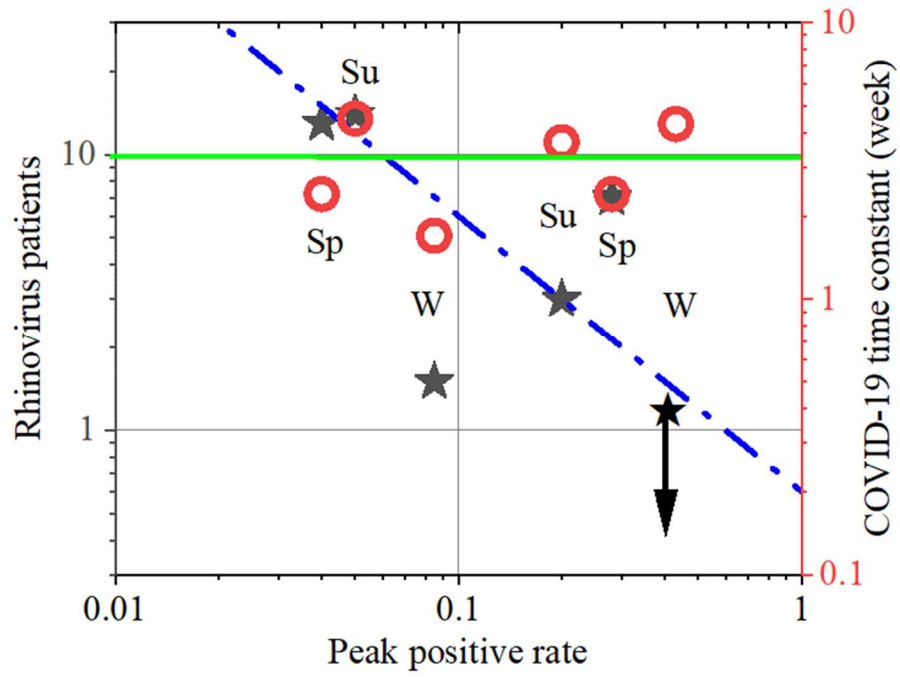 10
Su
10
Su
Sp
Sp
W
W
1
1
0.1
0.01
0.1
1
Peak positive rate
Rhinovirus patients
COVID-19 time constant (week)